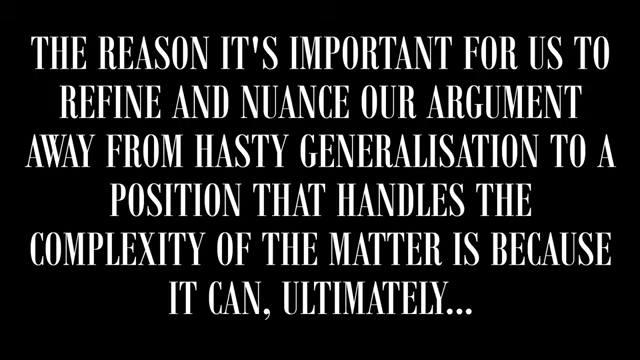 THE REASON IT'S IMPORTANT FOR US TO
REFINE AND NUANCE OUR ARGUMENT
AWAY FROM HASTY GENERALISATION TO A
POSITION THAT HANDLES THE
COMPLEXITY OF THE MATTER IS BECAUSE
IT CAN, ULTIMATELY...